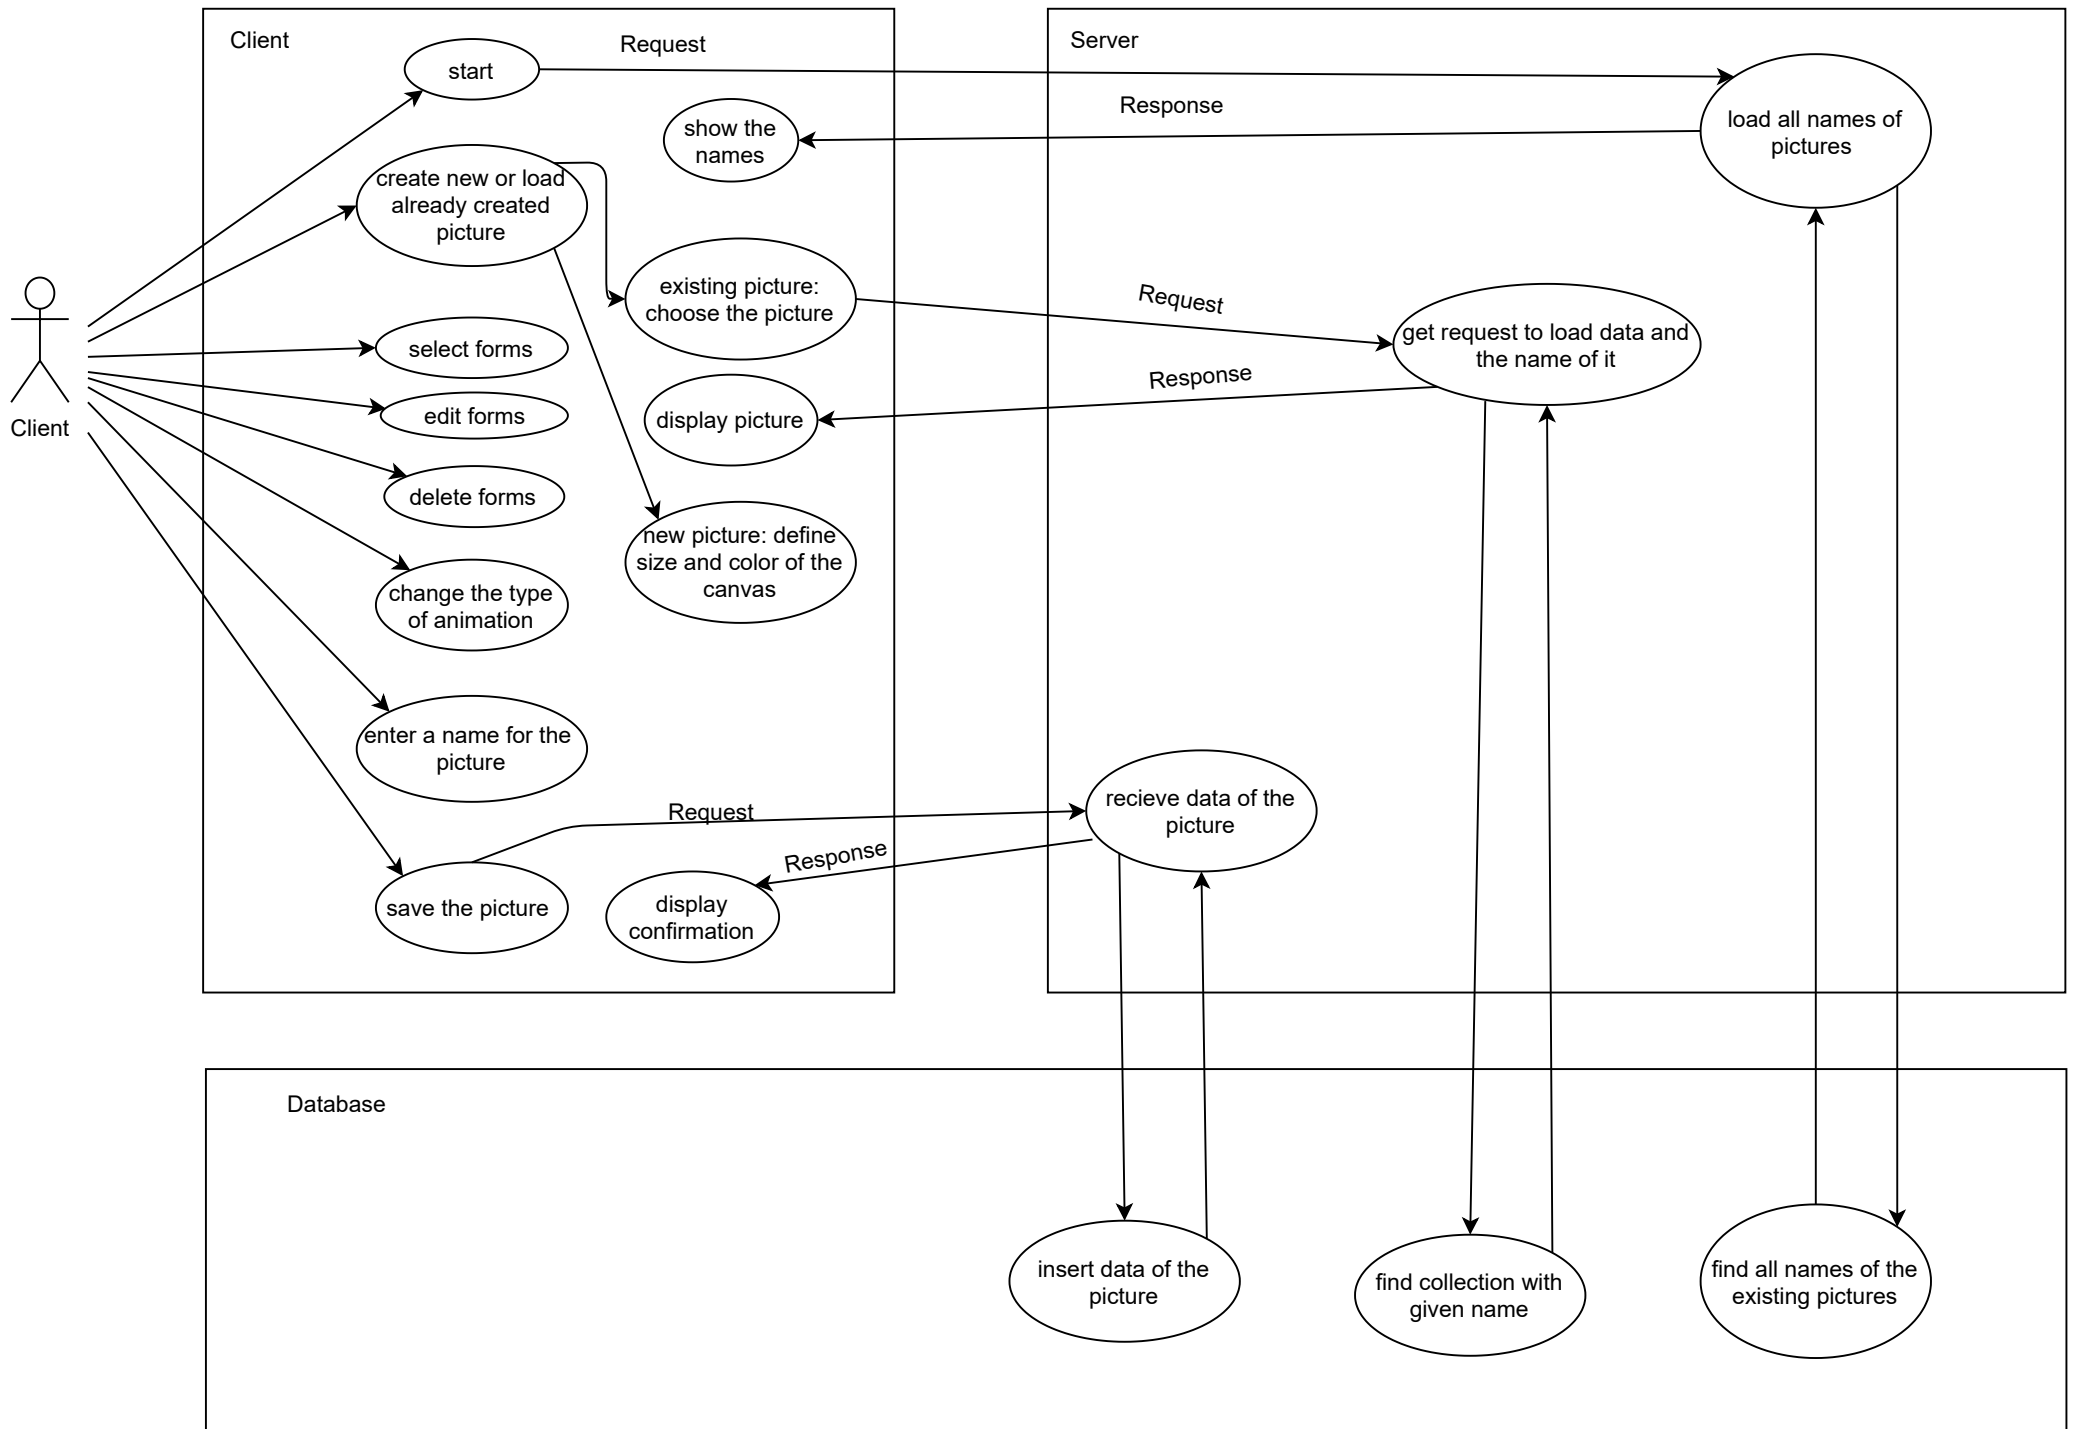 Client
Request
Server
start
Response
load all names of
pictures
show the
names
create new or load
already created
picture
existing picture:
choose the picture
Request
get request to load data and
the name of it
select forms
Response
edit forms
display picture
Client
delete forms
new picture: define
size and color of the
canvas
change the type
of animation
enter a name for the
picture
Request
recieve data of the
picture
Response
save the picture
display
confirmation
Database
insert data of the
picture
find collection with
given name
find all names of the
existing pictures